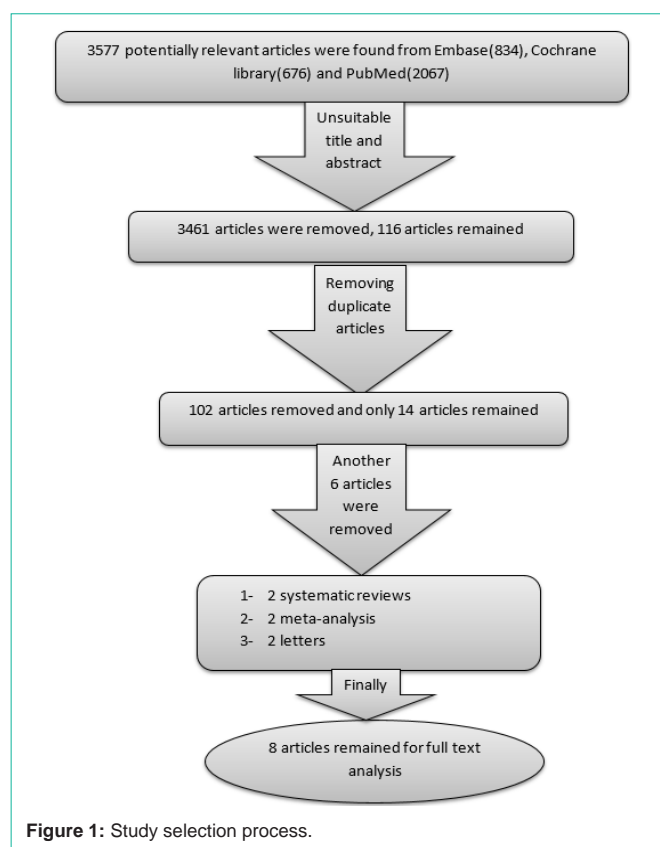 3577 potentially relevant articles were found from Embase(834), Cochrane
library(676) and PubMed(2067)
Unsuitable
title and
abstract
3461 articles were removed, 116 articles remained
Removing
duplicate
articles
102 articles removed and only 14 articles remained
Another
6 articles
were
removed
1- 2 systematic reviews
2- 2 meta-analysis
3- 2 letters
Finally
8 articles remained for full text
analysis
Figure 1: Study selection process.